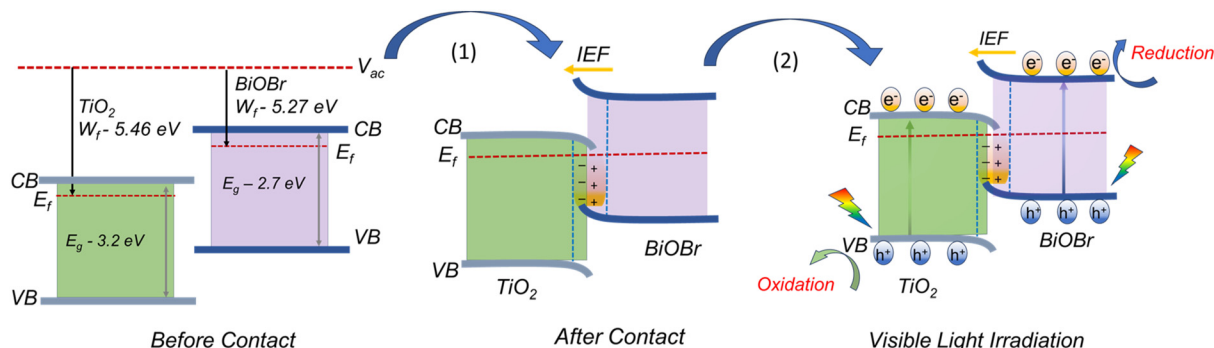 V_ac
TiO₂
W_f - 5.46 eV
BiOBr
W_f - 5.27 eV
CB
E_f
E_g – 2.7 eV
VB
CB
E_f
E_g - 3.2 eV
VB
Before Contact
(1)
IEF
CB
E_f
− +
− +
− +
VB
TiO₂
BiOBr
After Contact
(2)
IEF
e⁻ e⁻ e⁻
Reduction
CB
e⁻ e⁻ e⁻
E_f
− +
− +
− +
h⁺ h⁺ h⁺
BiOBr
VB
h⁺ h⁺ h⁺
Oxidation
TiO₂
Visible Light Irradiation